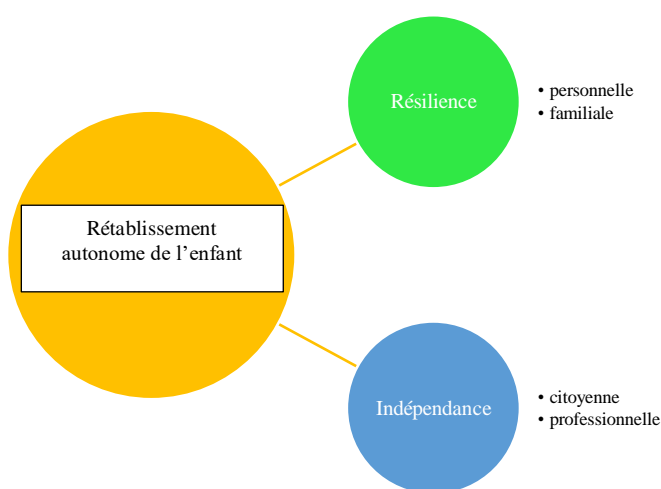 Résilience
• personnelle
• familiale
Rétablissement
autonome de l’enfant
Indépendance
• citoyenne
• professionnelle